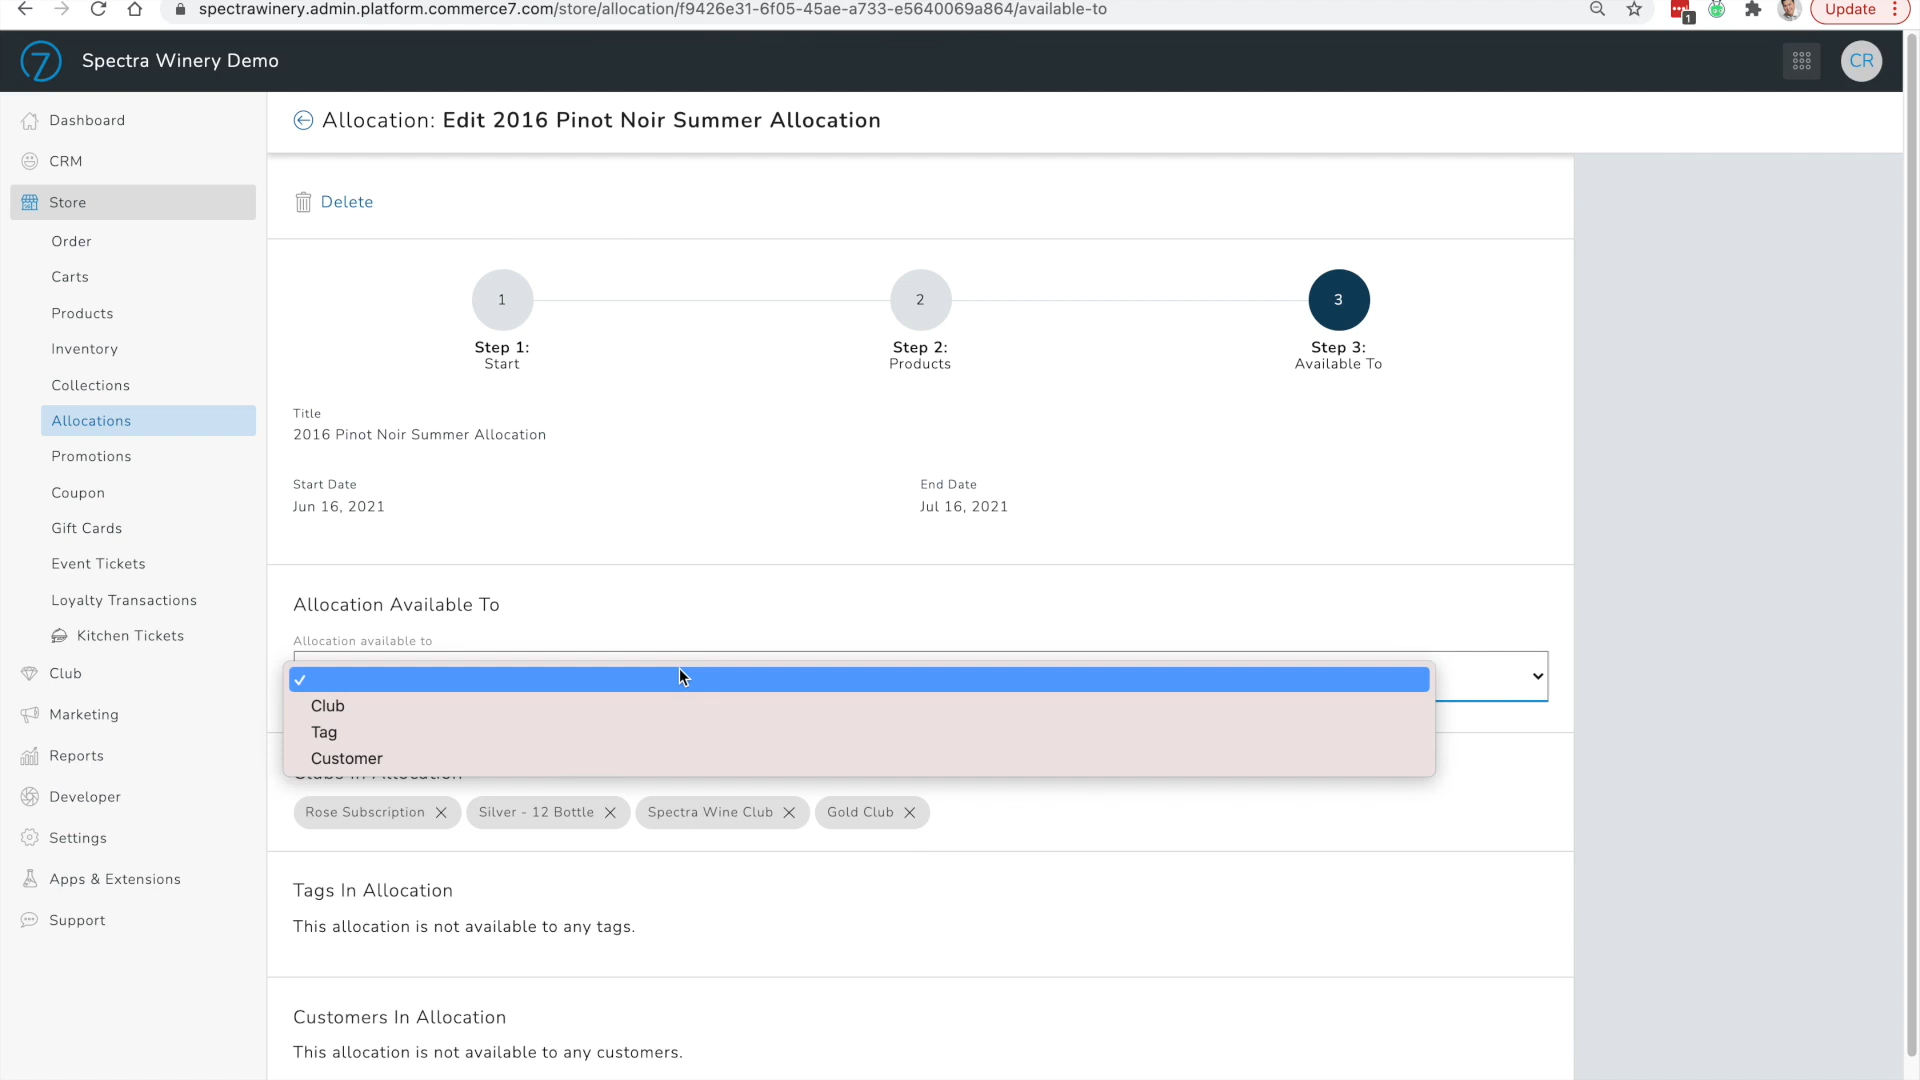 spectrawinery.admin.platform.commerce7.com/store/allocation/f9426e31-6f05-45ae-a733-e5640069a864/available-to
1
Update
7
Spectra Winery Demo
CR
Dashboard
CRM
Store
Order
Carts
Products
Inventory
Collections
Allocations
Promotions
Coupon
Gift Cards
Event Tickets
Loyalty Transactions
Kitchen Tickets
Club
Marketing
Reports
Developer
Settings
Apps & Extensions
Support
Allocation: Edit 2016 Pinot Noir Summer Allocation
Delete
1 2 3
Step 1: Step 2: Step 3:
Start Products Available To
Title
2016 Pinot Noir Summer Allocation
Start Date End Date
Jun 16, 2021 Jul 16, 2021
Allocation Available To
Allocation available to
Club
Tag
Customer
Clubs In Allocation
Rose Subscription Silver - 12 Bottle Spectra Wine Club Gold Club
Tags In Allocation
This allocation is not available to any tags.
Customers In Allocation
This allocation is not available to any customers.